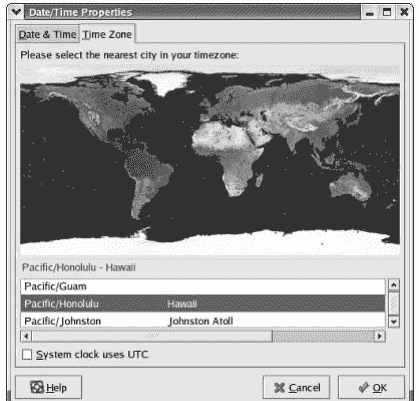 Date/Time Properties
Date & Time Time Zone
Please select the nearest city in your timezone:
Pacific/Honolulu - Hawaii
Pacific/Guam
Pacific/Honolulu Hawaii
Pacific/Johnston Johnston Atoll
System clock uses UTC
Help Cancel OK